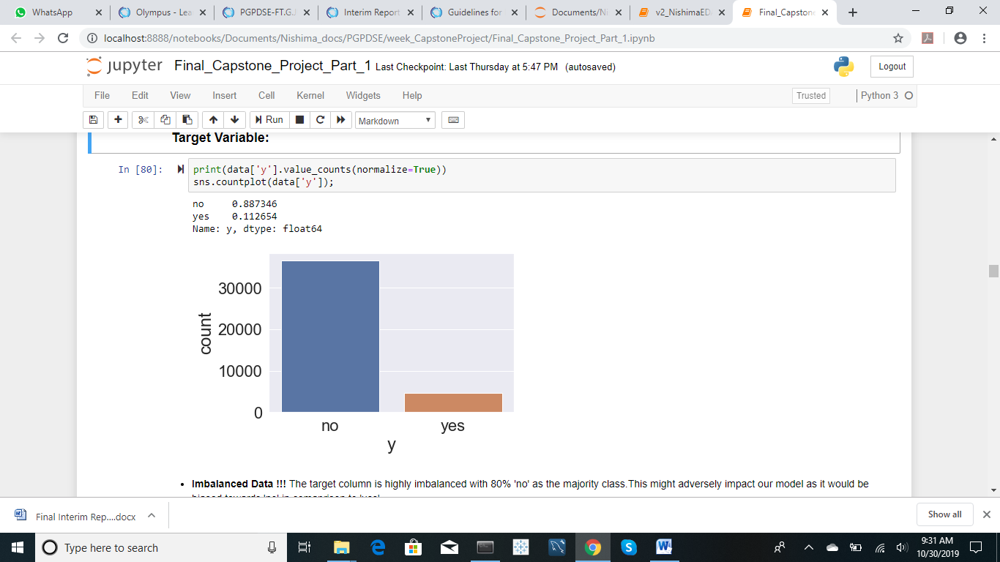 WhatsApp
Olympus - Lea
PGPDSE-FT.G.
Interim Report
Guidelines for
Documents/Ni
v2_NishimaED
Final_Capstone
localhost:8888/notebooks/Documents/Nishima_docs/PGPDSE/week_CapstoneProject/Final_Capstone_Project_Part_1.ipynb
jupyter Final_Capstone_Project_Part_1 Last Checkpoint: Last Thursday at 5:47 PM (autosaved)
Logout
File Edit View Insert Cell Kernel Widgets Help
Trusted
Python 3
Run
Markdown
Target Variable:
In [80]:
print(data['y'].value_counts(normalize=True))
sns.countplot(data['y']);
no 0.887346
yes 0.112654
Name: y, dtype: float64
30000
20000
10000
0
count
no yes
y
Imbalanced Data !!! The target column is highly imbalanced with 80% 'no' as the majority class.This might adversely impact our model as it would be
Final Interim Rep....docx
Show all
Type here to search
9:31 AM
10/30/2019